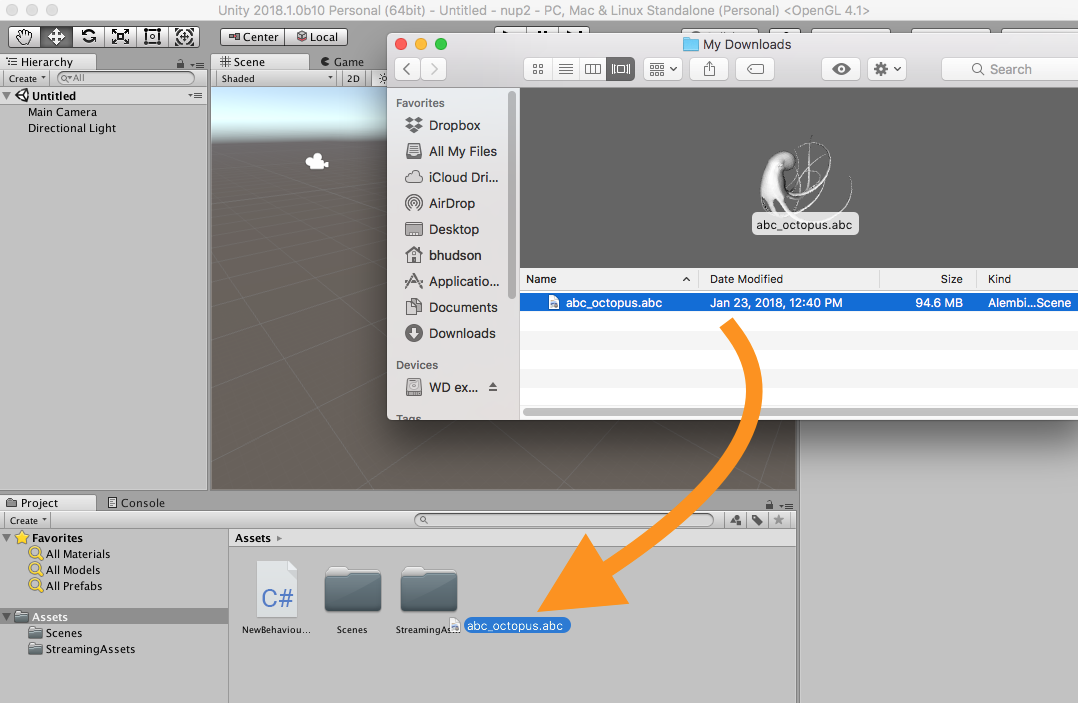 Unity 2018.1.0b10 Personal (64bit) - Untitled - nup2 - PC, Mac & Linux Standalone (Personal) <OpenGL 4.1>
Center
Local
Hierarchy
Create
All
Untitled
Main Camera
Directional Light
Scene
Game
Shaded
2D
My Downloads
Search
Favorites
Dropbox
All My Files
iCloud Dri...
AirDrop
Desktop
bhudson
Applicatio...
Documents
Downloads
Devices
WD ex...
Tags
abc_octopus.abc
Name
Date Modified
Size
Kind
abc_octopus.abc
Jan 23, 2018, 12:40 PM
94.6 MB
Alembi...Scene
Project
Console
Create
Favorites
All Materials
All Models
All Prefabs
Assets
Scenes
StreamingAssets
Assets
C#
NewBehaviou...
Scenes
StreamingAs
abc_octopus.abc